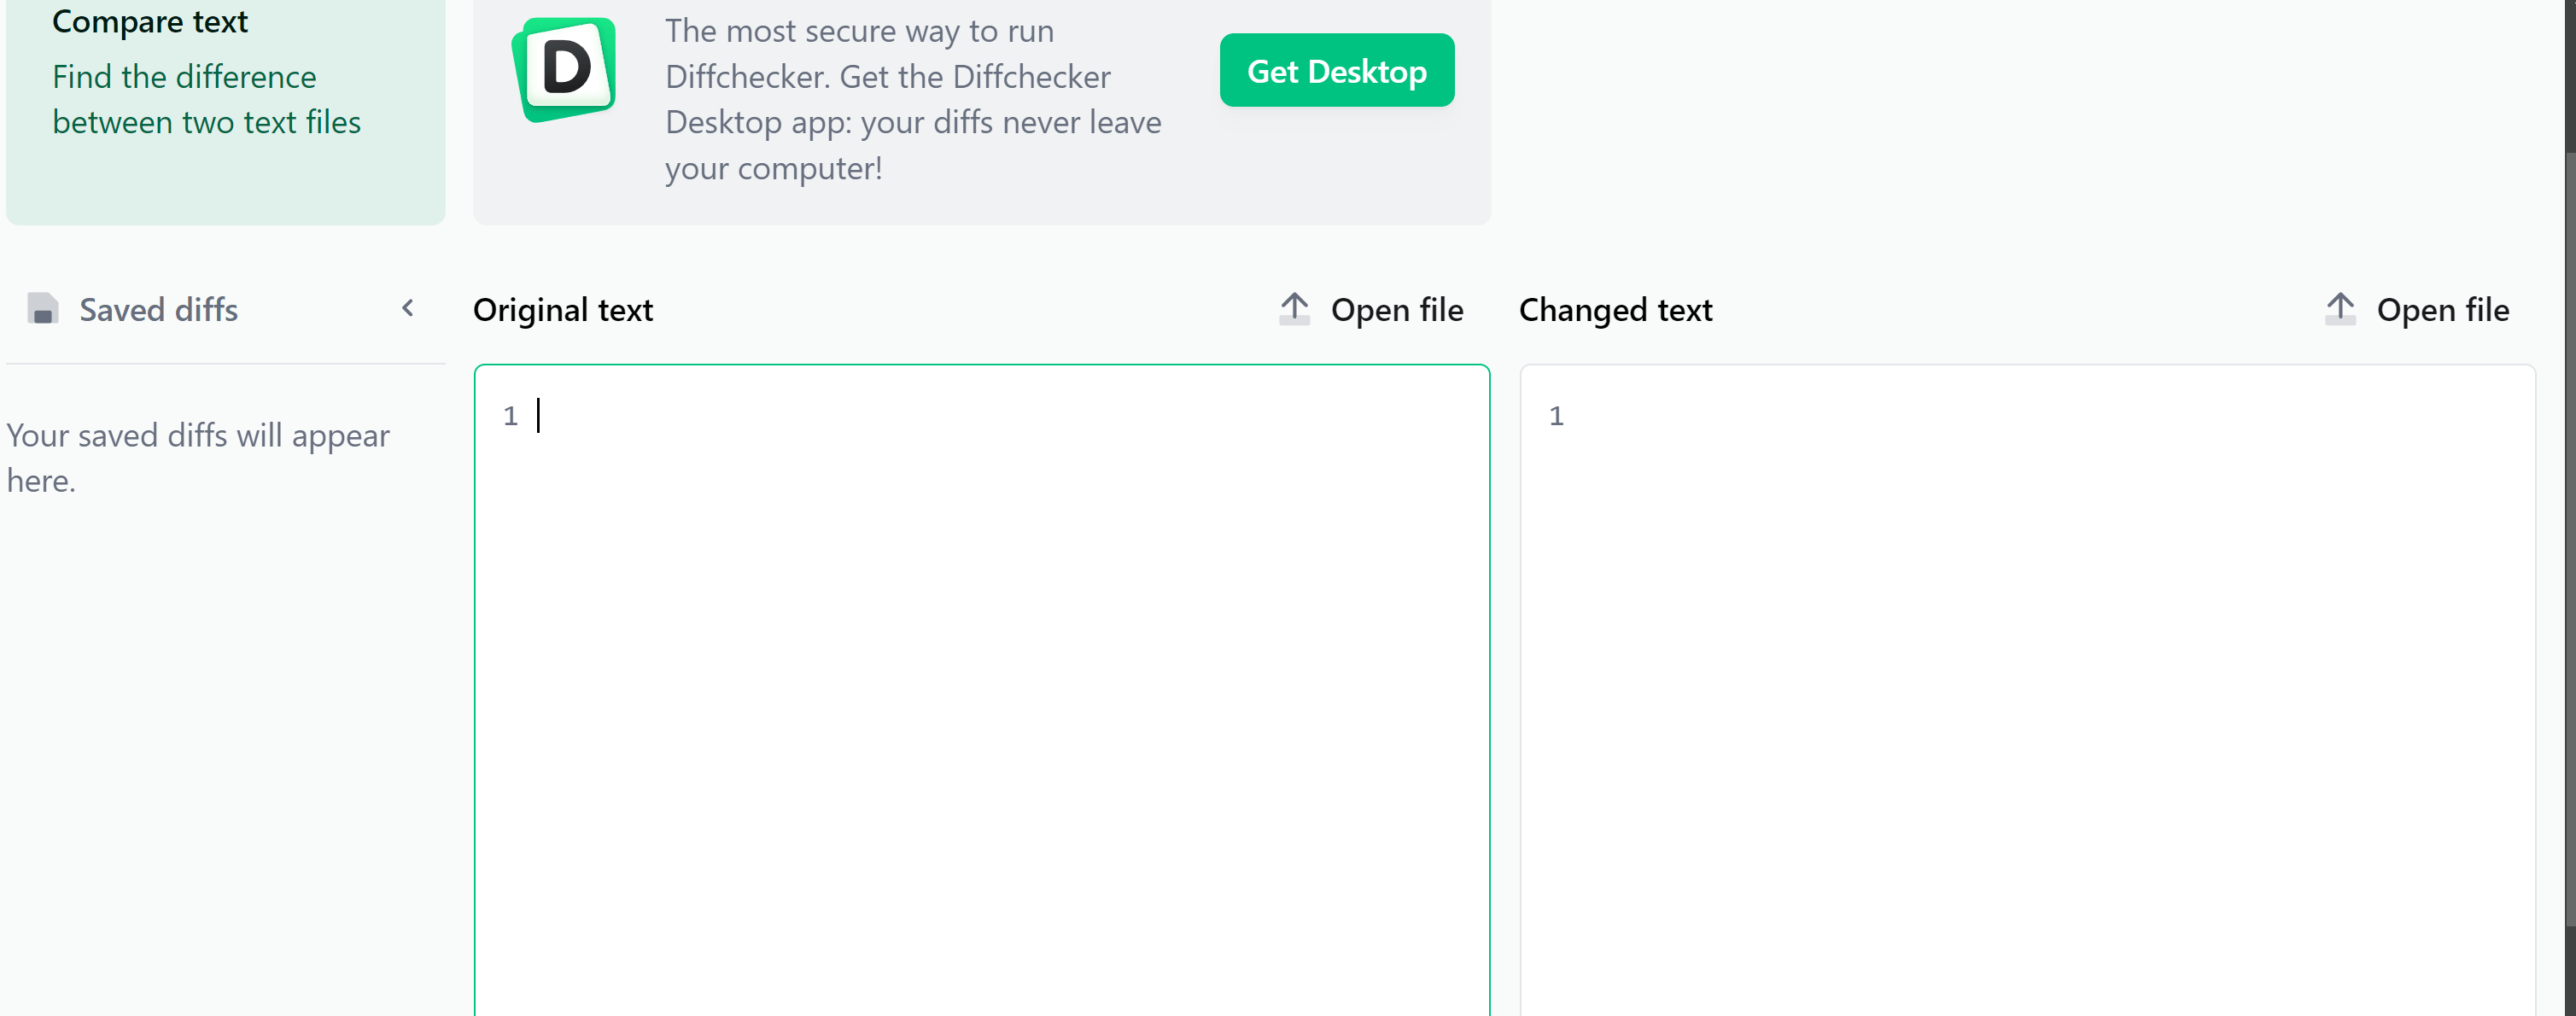 Compare text
Find the difference
between two text files
D
The most secure way to run
Diffchecker. Get the Diffchecker
Desktop app: your diffs never leave
your computer!
Get Desktop
Saved diffs
Your saved diffs will appear
here.
Original text
Open file
1
Changed text
Open file
1